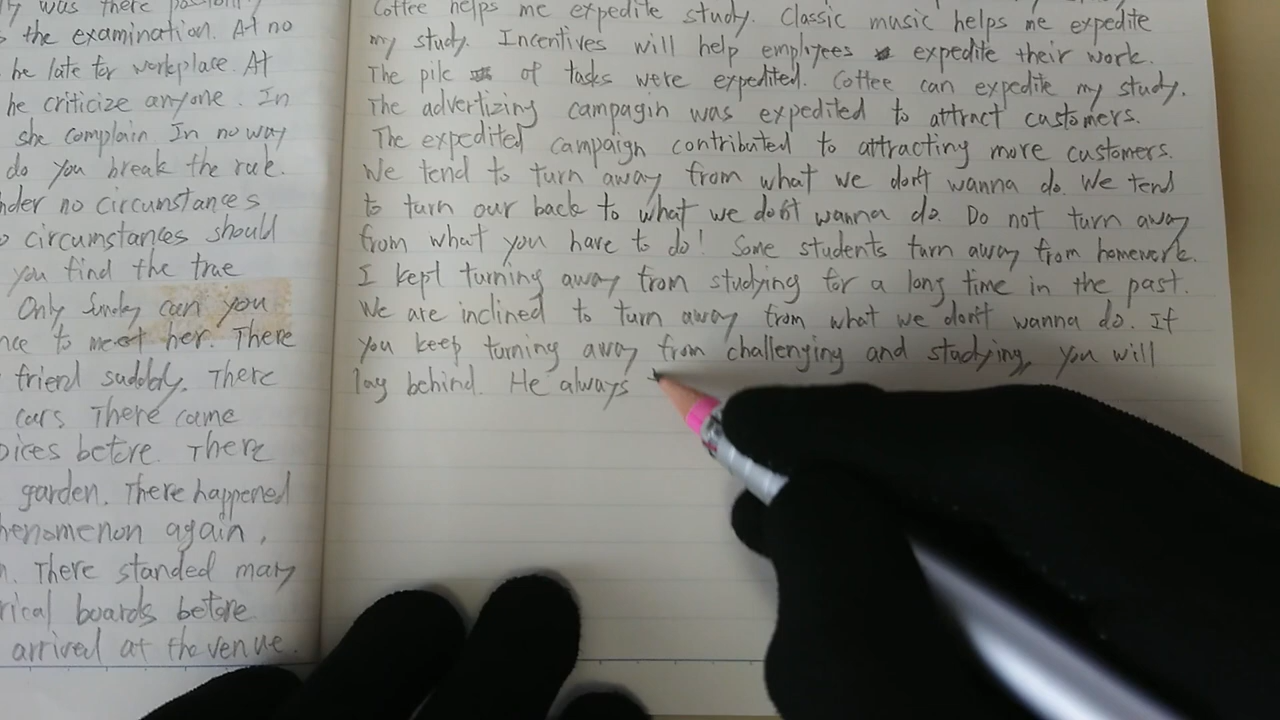 was there
the examination. At no
he late for workplace. At
he criticize anyone. In
she complain. In no way
do you break the rule.
nder no circumstances
circumstances should
you find the true
Only Sunday can you
nce to meet her. There
friend suddly. There
cars There came
oices before. There
garden. There happened
henomenon again,
There standed many
rical boards before
arrived at the venue.
Coffee helps me expedite study. Classic music helps me expedite
my study. Incentives will help employees expedite their work.
The pile of tasks were expedited. Coffee can expedite my study.
The advertizing campagin was expedited to attract customers.
The expedited campaign contributed to attracting more customers.
We tend to turn away from what we don't wanna do. We tend
to turn our back to what we don't wanna do. Do not turn away
from what you have to do! Some students turn away from homework.
I kept turning away from studying for a long time in the past.
We are inclined to turn away from what we don't wanna do. If
you keep turning away from challenging and studying, you will
lag behind. He always